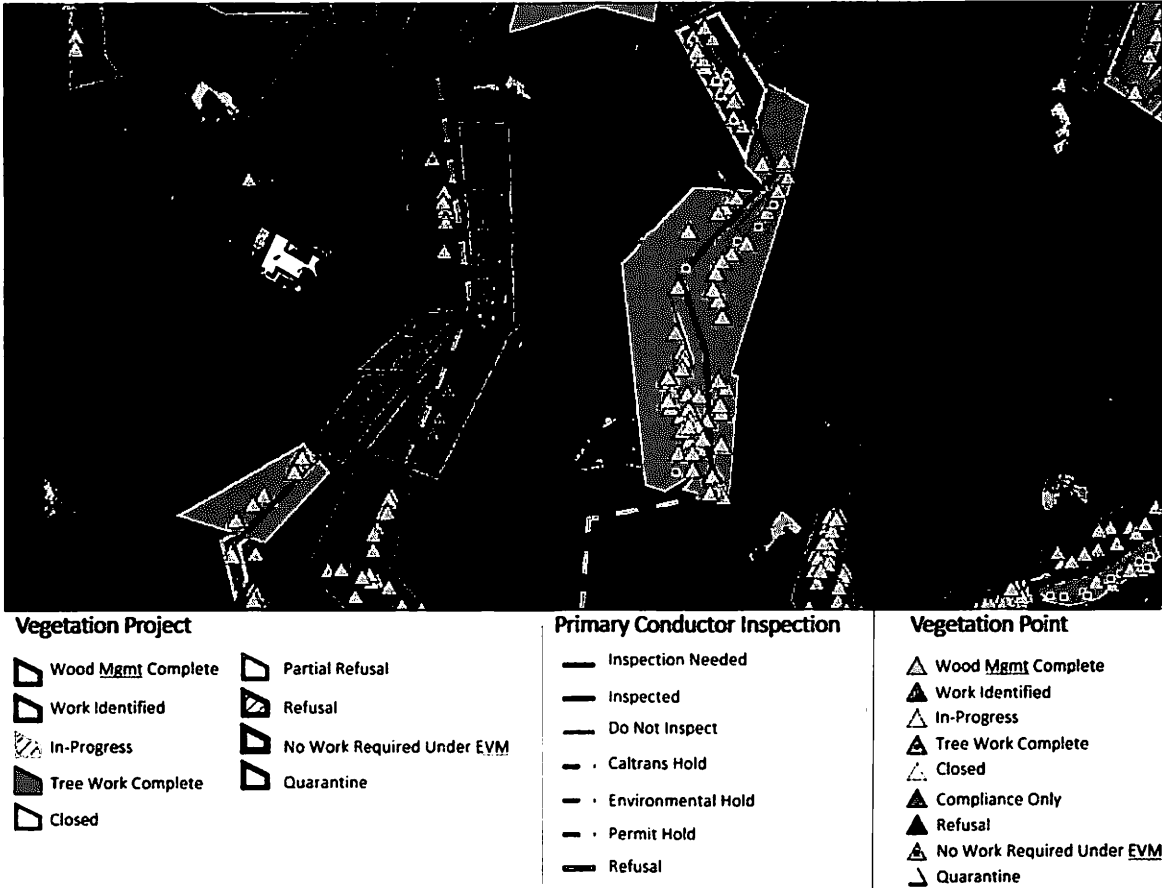 Vegetation Project
Wood Mgmt Complete
Work Identified
In-Progress
Tree Work Complete
Closed
Partial Refusal
Refusal
No Work Required Under EVM
Quarantine
Primary Conductor Inspection
Inspection Needed
Inspected
Do Not Inspect
Caltrans Hold
Environmental Hold
Permit Hold
Refusal
Vegetation Point
Wood Mgmt Complete
Work Identified
In-Progress
Tree Work Complete
Closed
Compliance Only
Refusal
No Work Required Under EVM
Quarantine